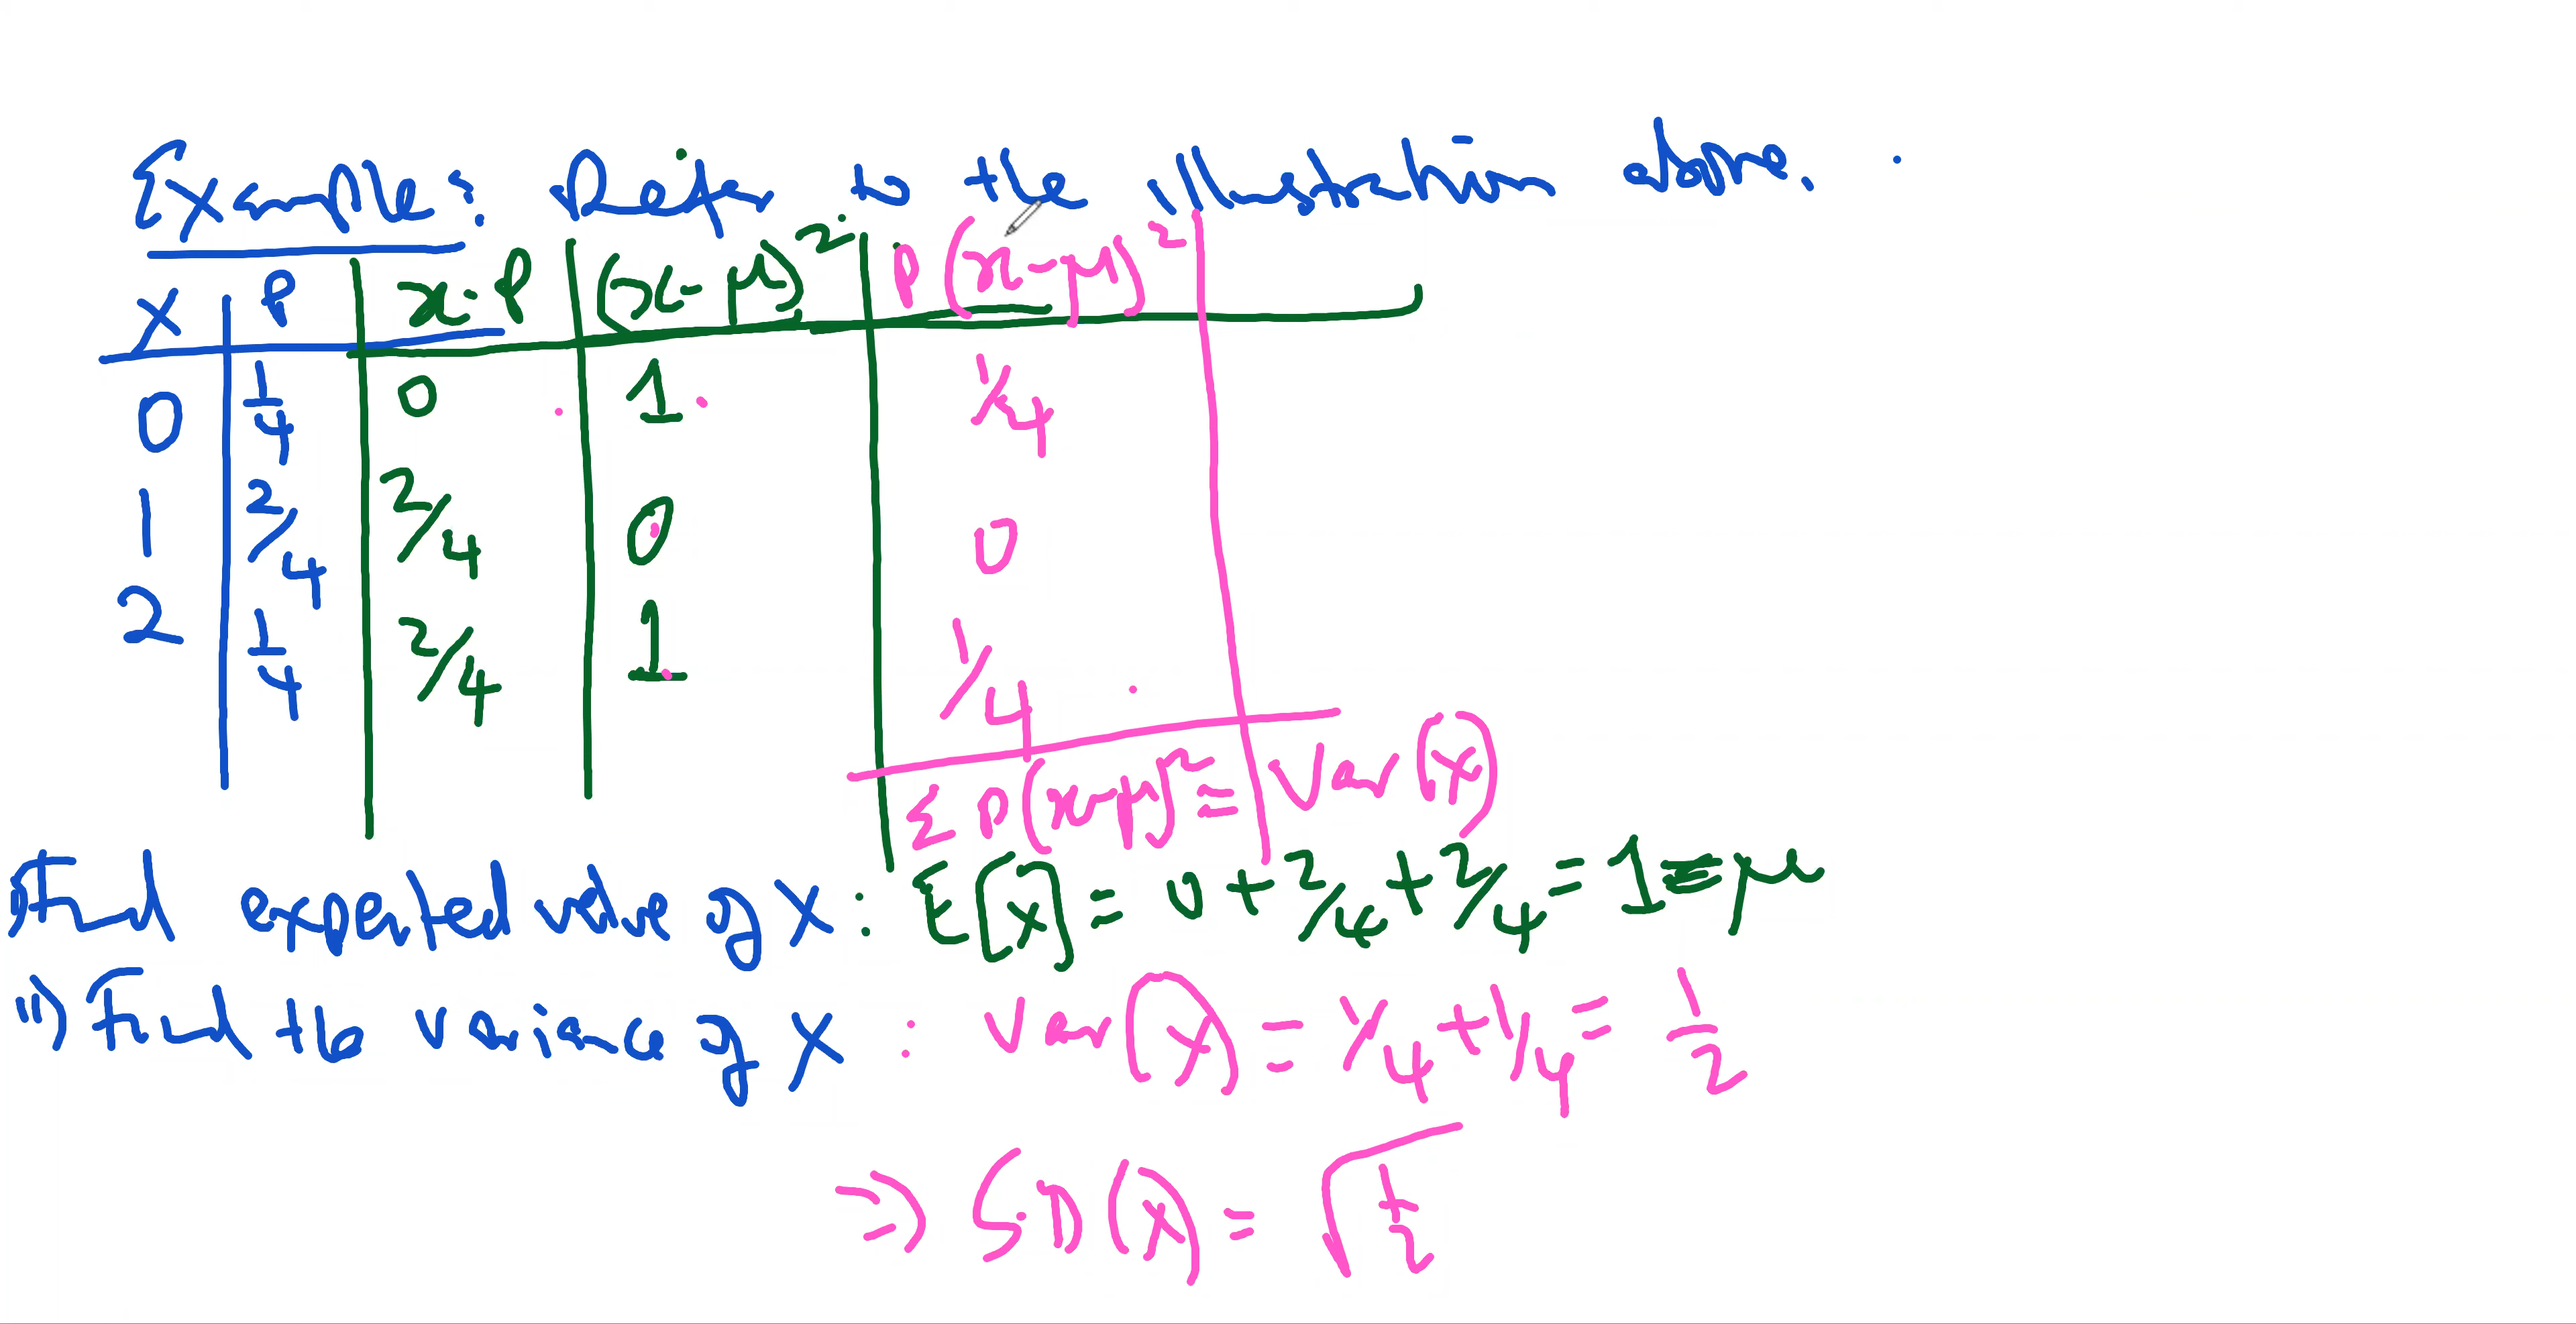 Example: Refer to the illustration above.
X P x·P (x-μ)² P(x-μ)²
0 1/4 0 1 1/4
1 2/4 2/4 0 0
2 1/4 2/4 1 1/4
Σ P(x-μ)² = Var(X)
i) Find expected value of X : E[X] = 0 + 2/4 + 2/4 = 1 = μ
ii) Find the variance of X : Var(X) = 1/4 + 1/4 = 1/2
⇒ S.D(X) = √1/2